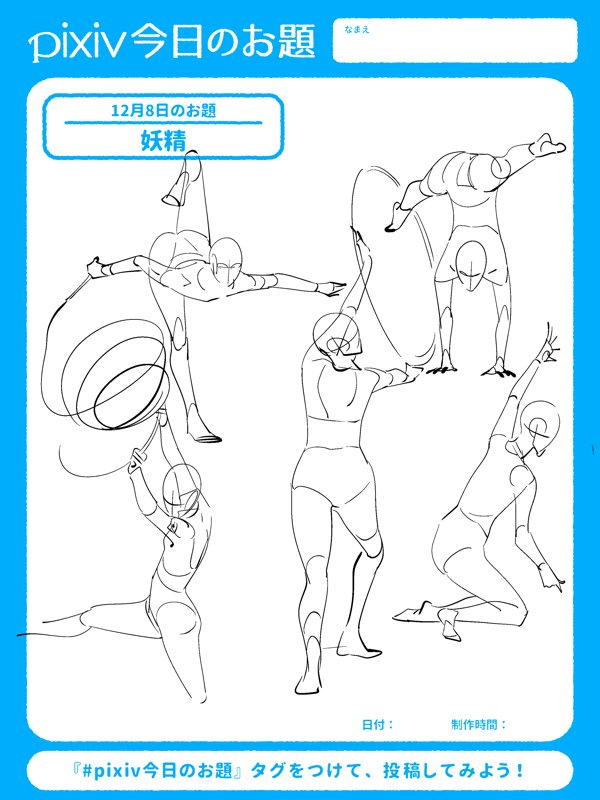 pixiv今日のお題
なまえ
12月8日のお題
妖精
日付：
制作時間：
『#pixiv今日のお題』タグをつけて、投稿してみよう！